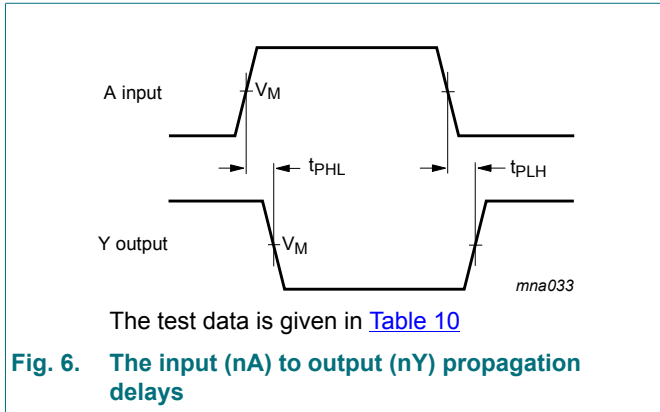 A input
V_M
t_PHL
t_PLH
Y output
V_M
mna033
The test data is given in Table 10
Fig. 6. The input (nA) to output (nY) propagation
delays